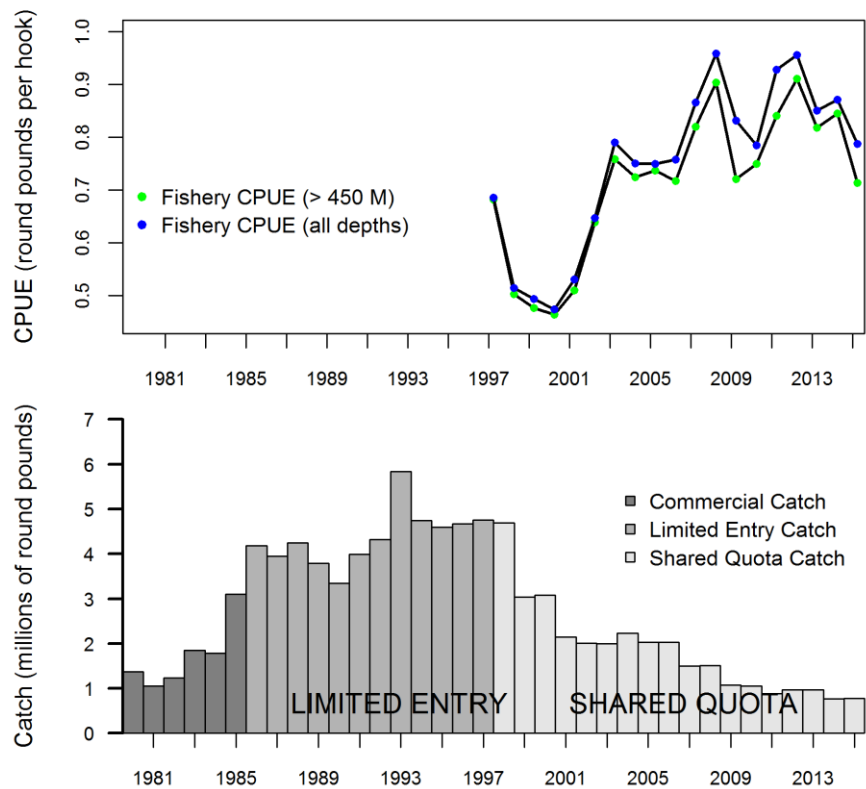 CPUE (round pounds per hook)
1.0
0.9
0.8
0.7
0.6
0.5
Fishery CPUE (> 450 M)
Fishery CPUE (all depths)
1981 1985 1989 1993 1997 2001 2005 2009 2013
Catch (millions of round pounds)
7
6
5
4
3
2
1
0
Commercial Catch
Limited Entry Catch
Shared Quota Catch
LIMITED ENTRY SHARED QUOTA
1981 1985 1989 1993 1997 2001 2005 2009 2013